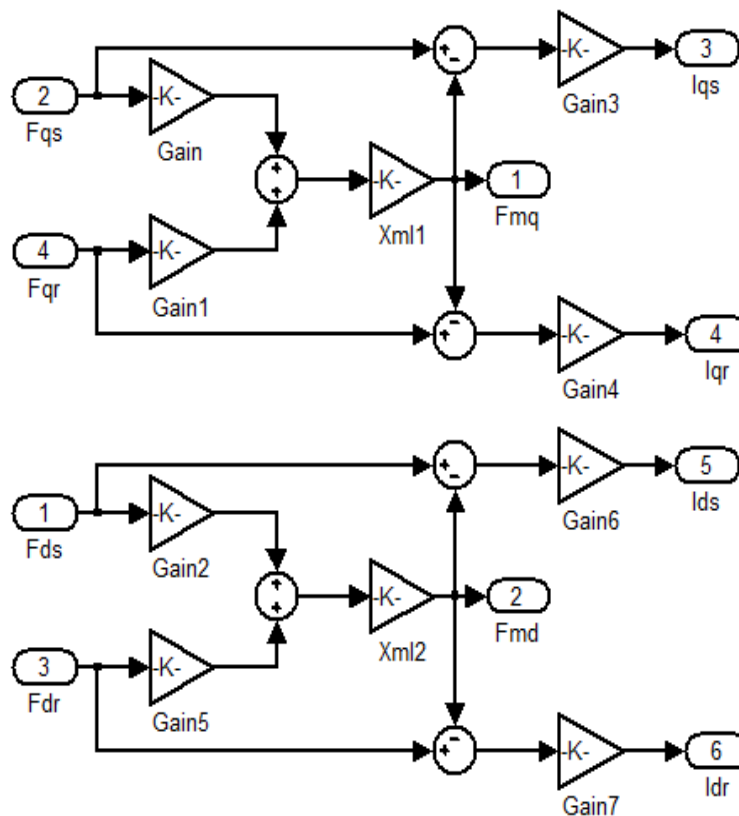 +
-
-K-
3
Gain3
Iqs
2
-K-
Fqs
Gain
+
+
-K-
1
Xml1
Fmq
4
-K-
Fqr
Gain1
-
+
-K-
4
Gain4
Iqr
+
-
-K-
5
Gain6
Ids
1
-K-
Fds
Gain2
+
+
-K-
2
Xml2
Fmd
3
-K-
Fdr
Gain5
-
+
-K-
6
Gain7
Idr